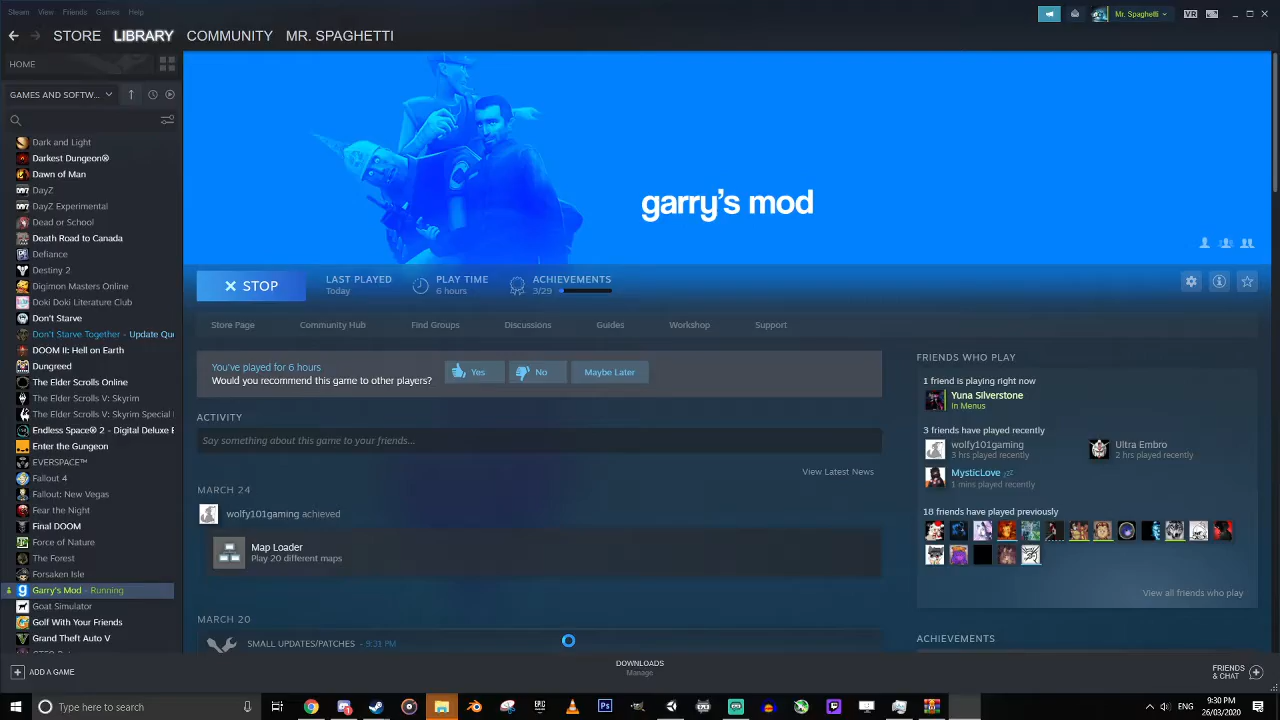 Steam View Friends Games Help
Mr. Spaghetti
VR
STORE LIBRARY COMMUNITY MR. SPAGHETTI
HOME
GAMES AND SOFTW...
Dark and Light
Darkest Dungeon®
Dawn of Man
DayZ
DayZ Experimental
Dead or School
Death Road to Canada
Defiance
Destiny 2
Digimon Masters Online
Doki Doki Literature Club
Don't Starve
Don't Starve Together - Update Qu
DOOM II: Hell on Earth
Dungreed
The Elder Scrolls Online
The Elder Scrolls V: Skyrim
The Elder Scrolls V: Skyrim Special
Endless Space® 2 - Digital Deluxe E
Enter the Gungeon
EVERSPACE™
Fallout 4
Fallout: New Vegas
Fear the Night
Final DOOM
Force of Nature
The Forest
Forsaken Isle
Garry's Mod - Running
Goat Simulator
Golf With Your Friends
Grand Theft Auto V
garry's mod
STOP
LAST PLAYED
Today
PLAY TIME
6 hours
ACHIEVEMENTS
3/29
Store Page Community Hub Find Groups Discussions Guides Workshop Support
You've played for 6 hours
Would you recommend this game to other players?
Yes No Maybe Later
ACTIVITY
Say something about this game to your friends...
View Latest News
MARCH 24
wolfy101gaming achieved
Map Loader
Play 20 different maps
MARCH 20
SMALL UPDATES/PATCHES - 9:31 PM
FRIENDS WHO PLAY
1 friend is playing right now
Yuna Silverstone
In Menus
3 friends have played recently
wolfy101gaming
3 hrs played recently
Ultra Embro
2 hrs played recently
MysticLove
1 mins played recently
18 friends have played previously
View all friends who play
ACHIEVEMENTS
ADD A GAME
DOWNLOADS
Manage
FRIENDS
& CHAT
Type here to search
ENG
9:30 PM
26/03/2020